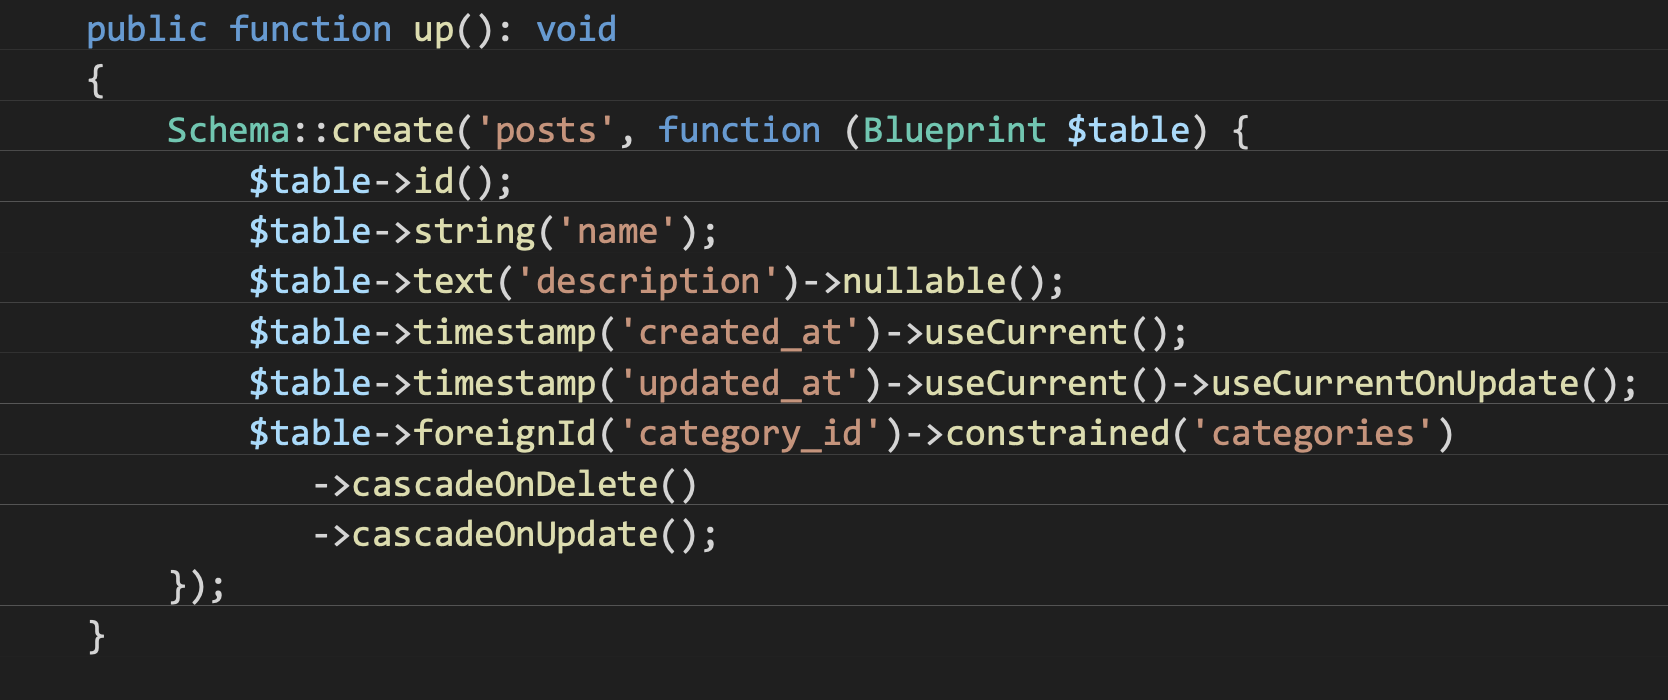 public function up(): void
{
Schema::create('posts', function (Blueprint $table) {
$table->id();
$table->string('name');
$table->text('description')->nullable();
$table->timestamp('created_at')->useCurrent();
$table->timestamp('updated_at')->useCurrent()->useCurrentOnUpdate();
$table->foreignId('category_id')->constrained('categories')
->cascadeOnDelete()
->cascadeOnUpdate();
});
}